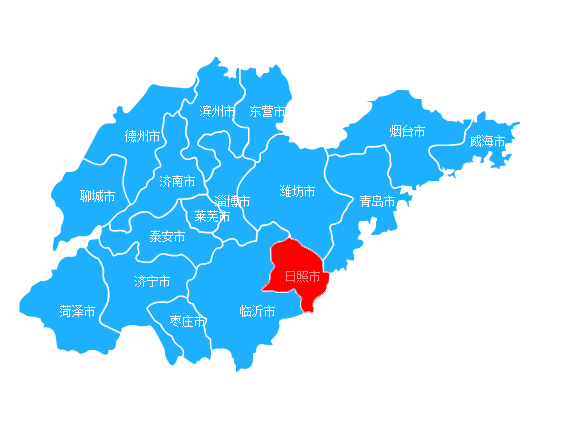 滨州市
东营市
烟台市
德州市
威海市
济南市
潍坊市
聊城市
淄博市
青岛市
莱芜市
泰安市
日照市
济宁市
菏泽市
临沂市
枣庄市